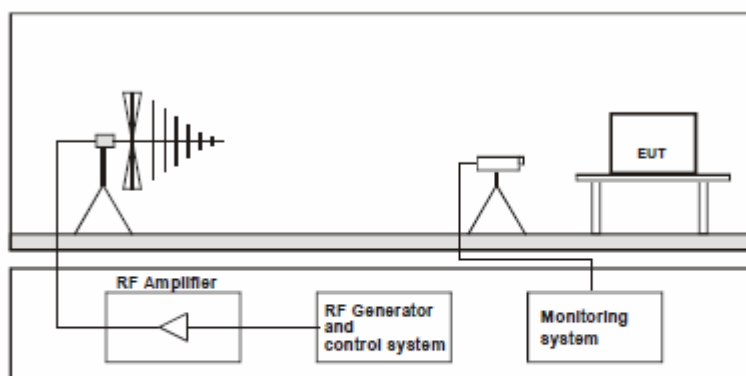 EUT
RF Amplifier
RF Generator
and
control system
Monitoring
system